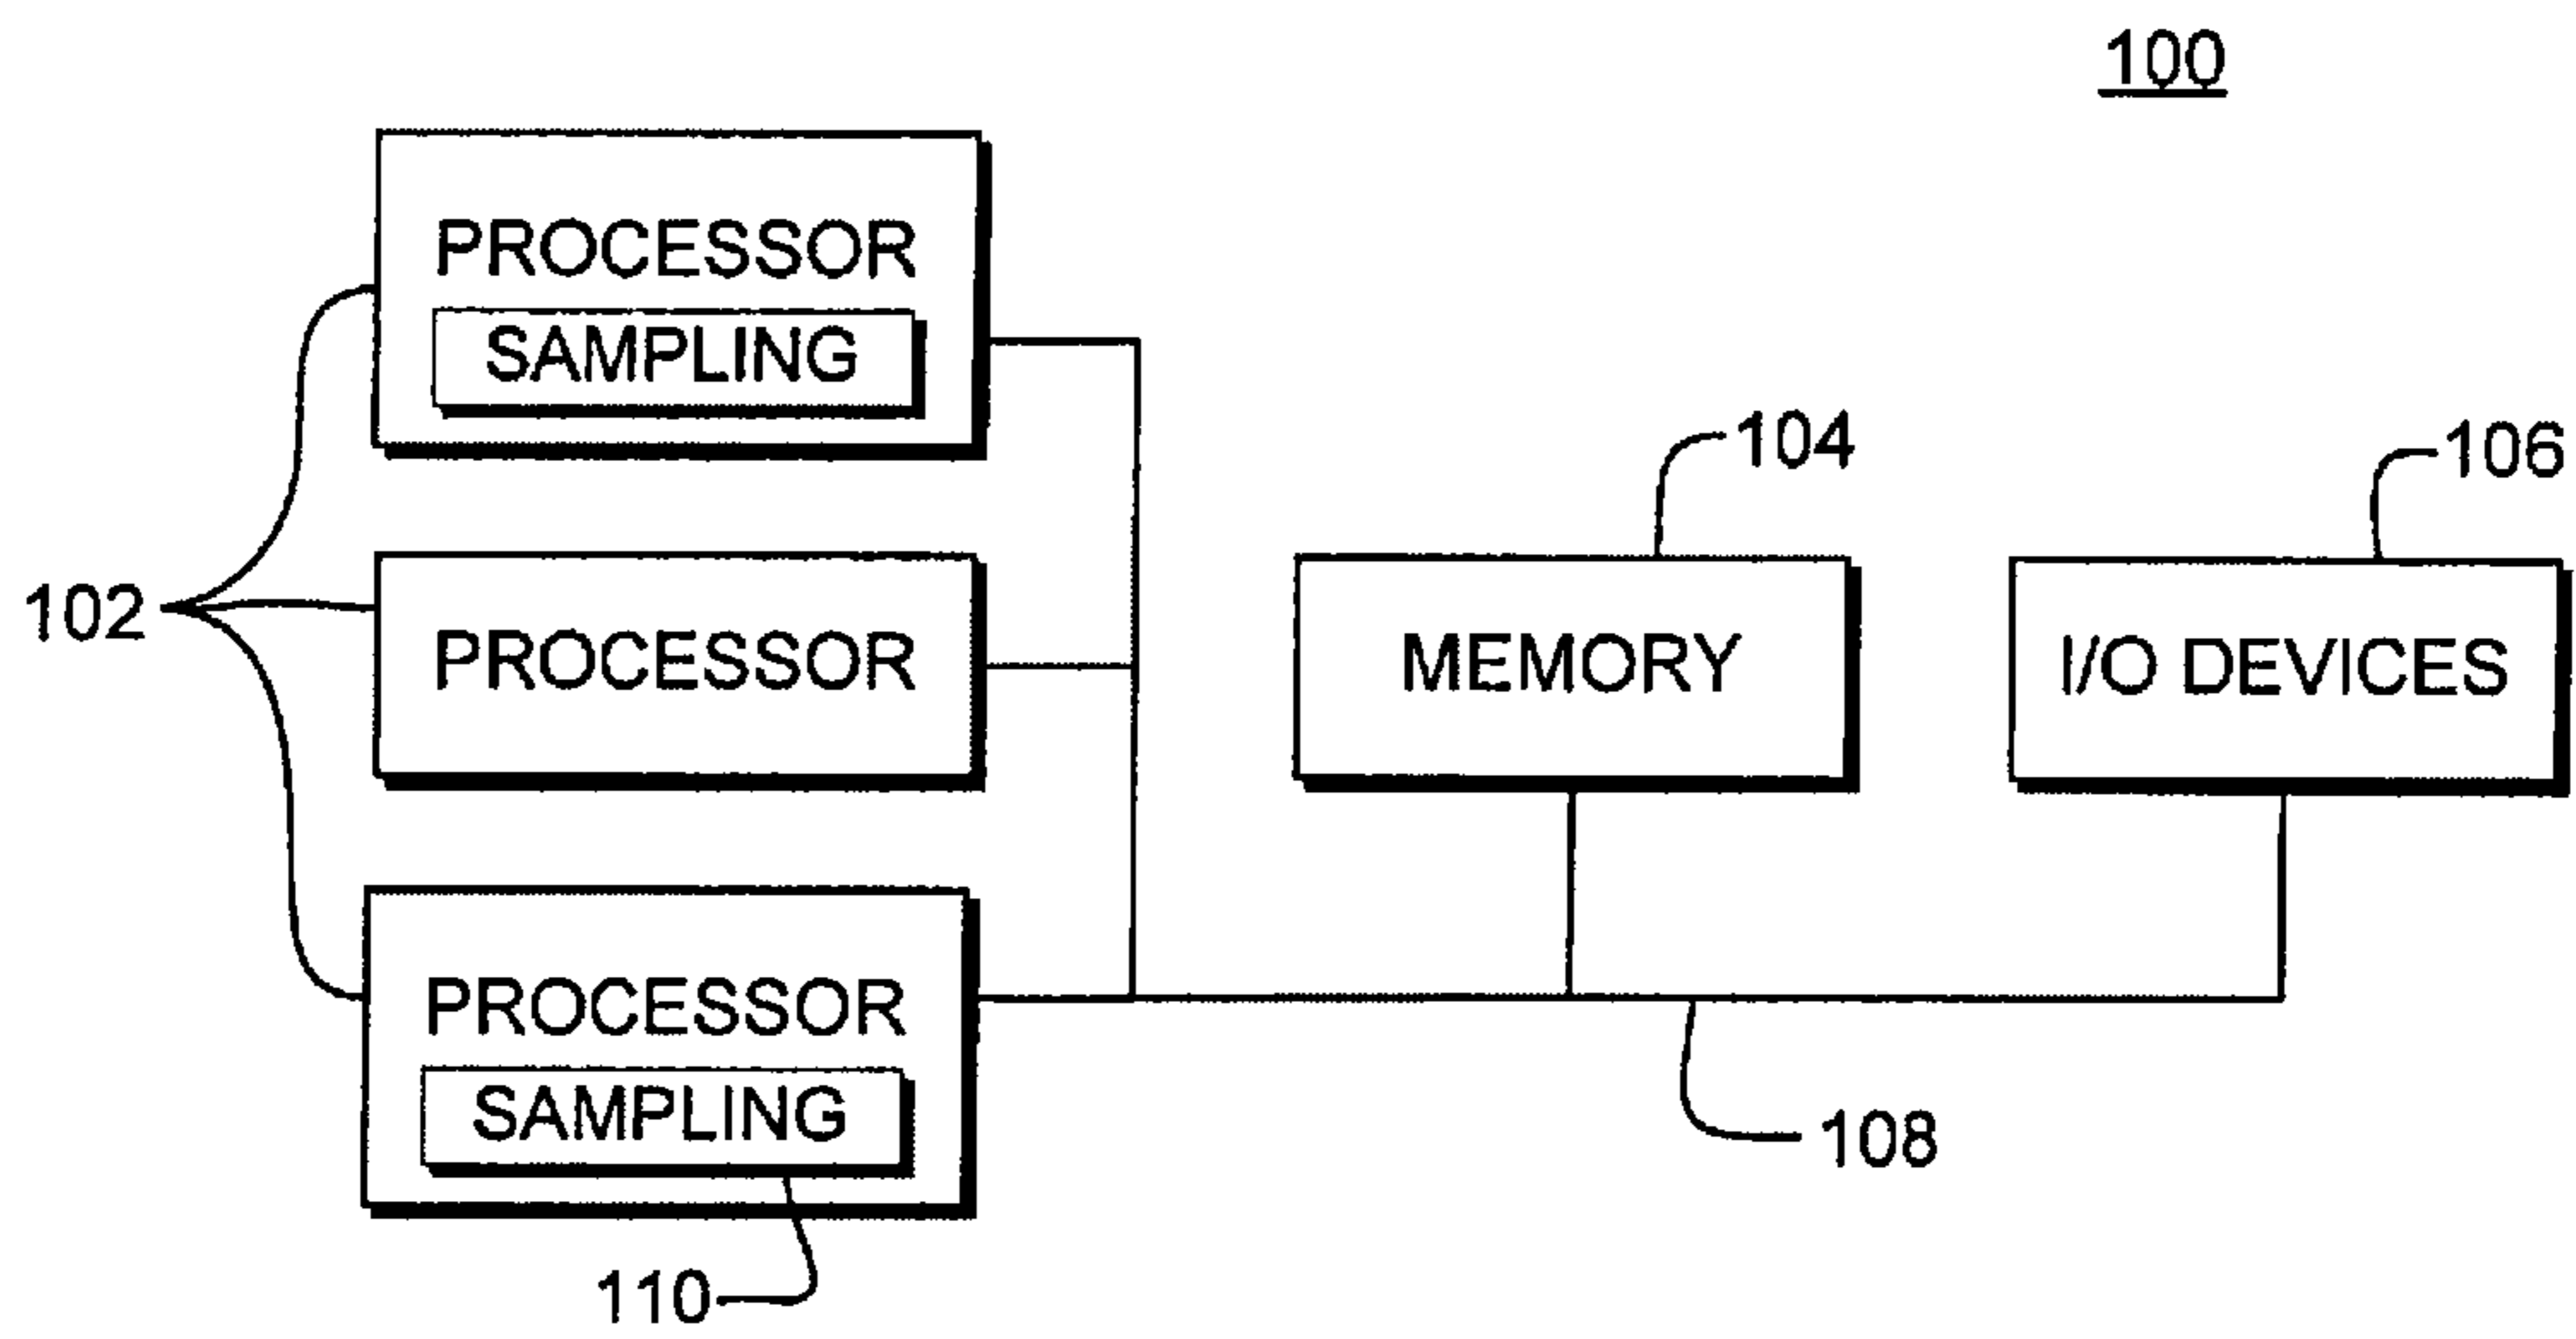 100
PROCESSOR
SAMPLING
104
106
102
PROCESSOR
MEMORY
I/O DEVICES
PROCESSOR
SAMPLING
108
110